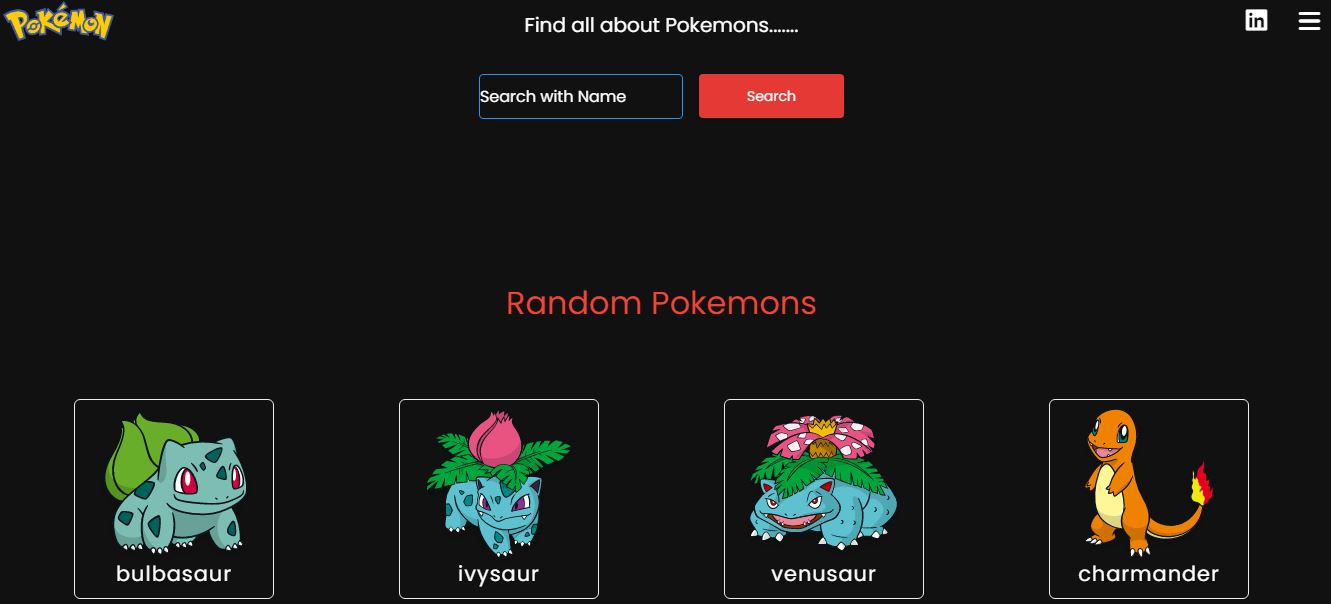 Pokémon
Find all about Pokemons.......
in
Search with Name
Search
Random Pokemons
bulbasaur
ivysaur
venusaur
charmander